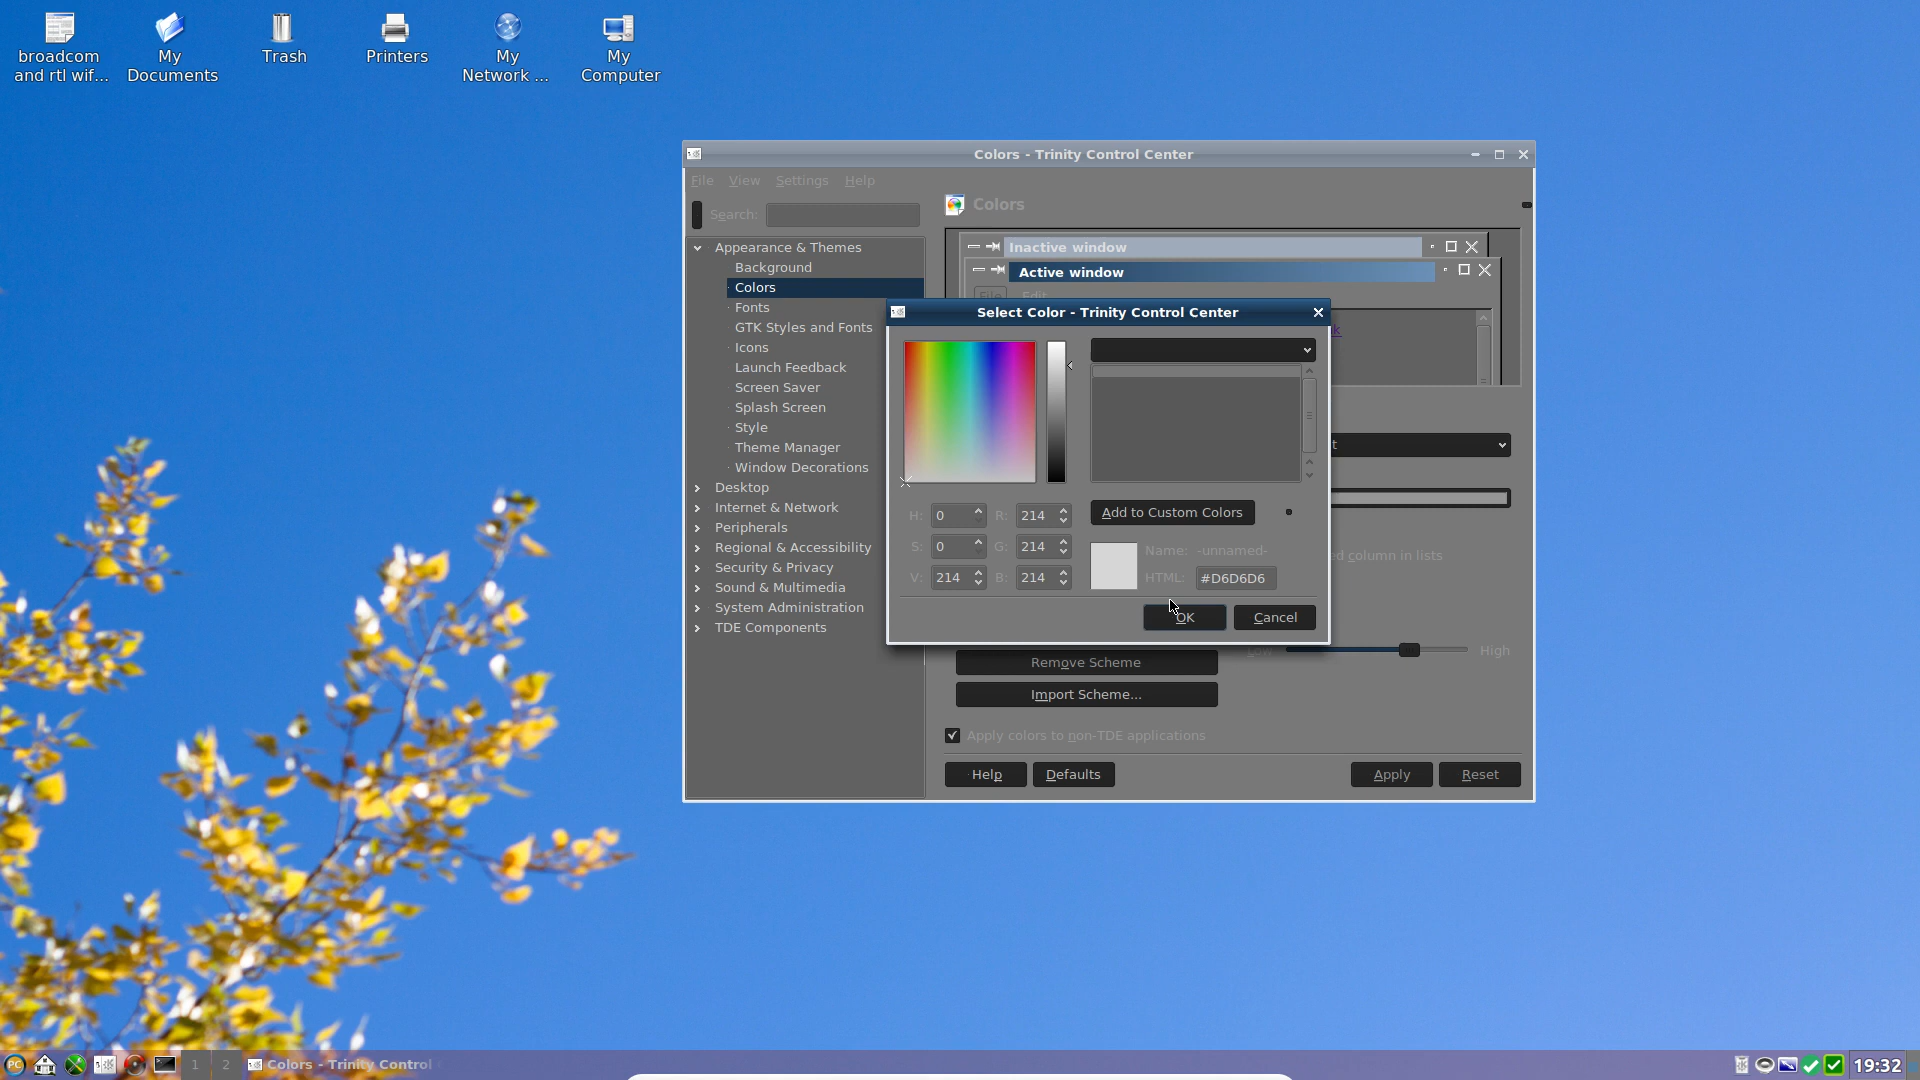 broadcom
and rtl wif...
My
Documents
Trash
Printers
My
Network ...
My
Computer
Colors - Trinity Control Center
File View Settings Help
Search:
Colors
Appearance & Themes
Background
Colors
Fonts
GTK Styles and Fonts
Icons
Launch Feedback
Screen Saver
Splash Screen
Style
Theme Manager
Window Decorations
Desktop
Internet & Network
Peripherals
Regional & Accessibility
Security & Privacy
Sound & Multimedia
System Administration
TDE Components
Inactive window
Active window
File Edit
k
Select Color - Trinity Control Center
H: 0 R: 214
S: 0 G: 214
V: 214 B: 214
Add to Custom Colors
Name: -unnamed-
HTML: #D6D6D6
OK Cancel
t
ed column in lists
Low High
Remove Scheme
Import Scheme...
Apply colors to non-TDE applications
Help Defaults Apply Reset
PC
1 2
Colors - Trinity Control
19:32